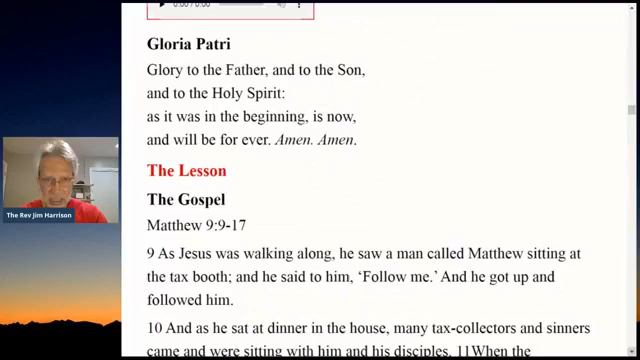 0:00 / 0:00
Gloria Patri
Glory to the Father, and to the Son,
and to the Holy Spirit:
as it was in the beginning, is now,
and will be for ever. Amen. Amen.
The Lesson
The Gospel
Matthew 9:9-17
9 As Jesus was walking along, he saw a man called Matthew sitting at
the tax booth; and he said to him, ‘Follow me.’ And he got up and
followed him.
10 And as he sat at dinner in the house, many tax-collectors and sinners
came and were sitting with him and his disciples. 11When the
The Rev Jim Harrison